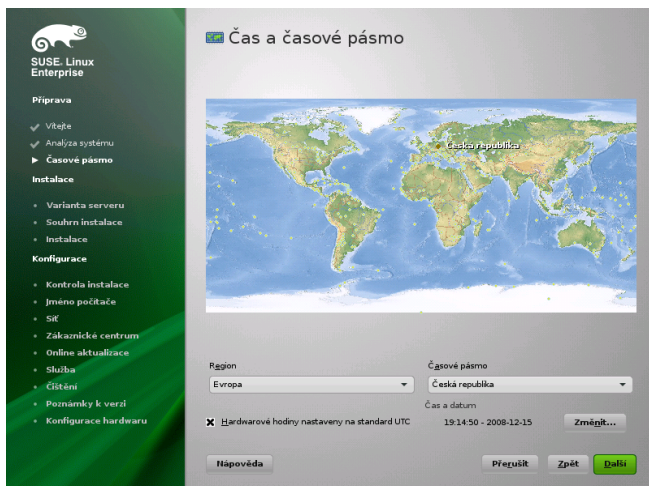 SUSE. Linux
Enterprise
Příprava
Vítejte
Analýza systému
Časové pásmo
Instalace
Varianta serveru
Souhrn instalace
Instalace
Konfigurace
Kontrola instalace
Jméno počítače
Síť
Zákaznické centrum
Online aktualizace
Služba
Čištění
Poznámky k verzi
Konfigurace hardwaru
Čas a časové pásmo
Česká republika
Region
Časové pásmo
Evropa
Česká republika
Čas a datum
Hardwarové hodiny nastaveny na standard UTC
19:14:50 - 2008-12-15
Změnit...
Nápověda
Přerušit
Zpět
Další